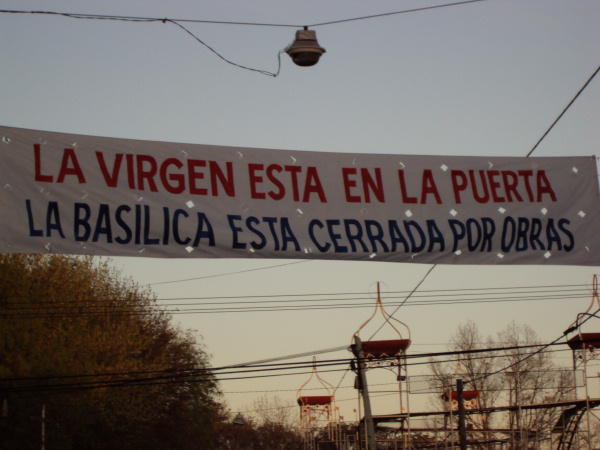 LA VIRGEN ESTA EN LA PUERTA
LA BASILICA ESTA CERRADA POR OBRAS